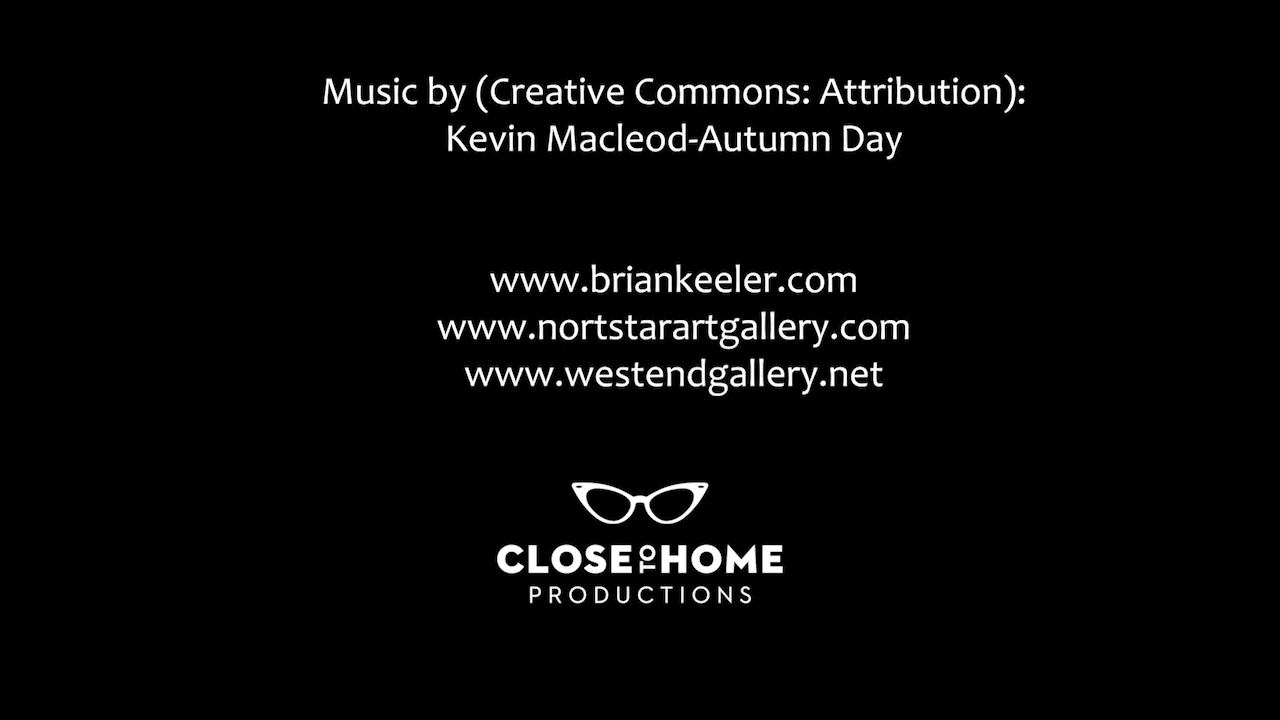 Music by (Creative Commons: Attribution):
Kevin Macleod-Autumn Day
www.briankeeler.com
www.nortstarartgallery.com
www.westendgallery.net
CLOSE TO HOME
PRODUCTIONS